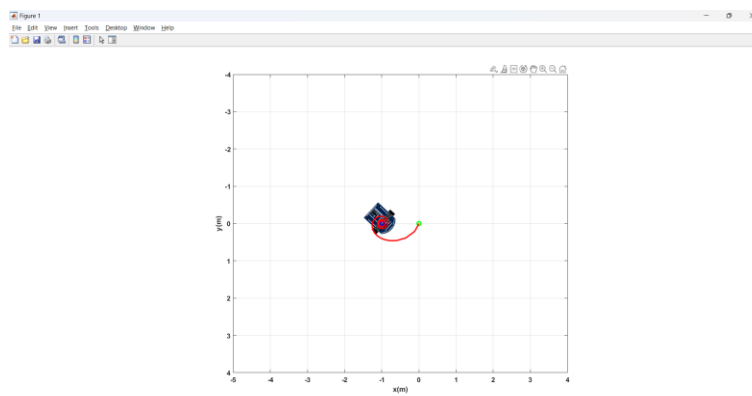 Figure 1
File Edit View Insert Tools Desktop Window Help
-4
-3
-2
-1
0
1
2
3
4
y(m)
-5 -4 -3 -2 -1 0 1 2 3 4
x(m)